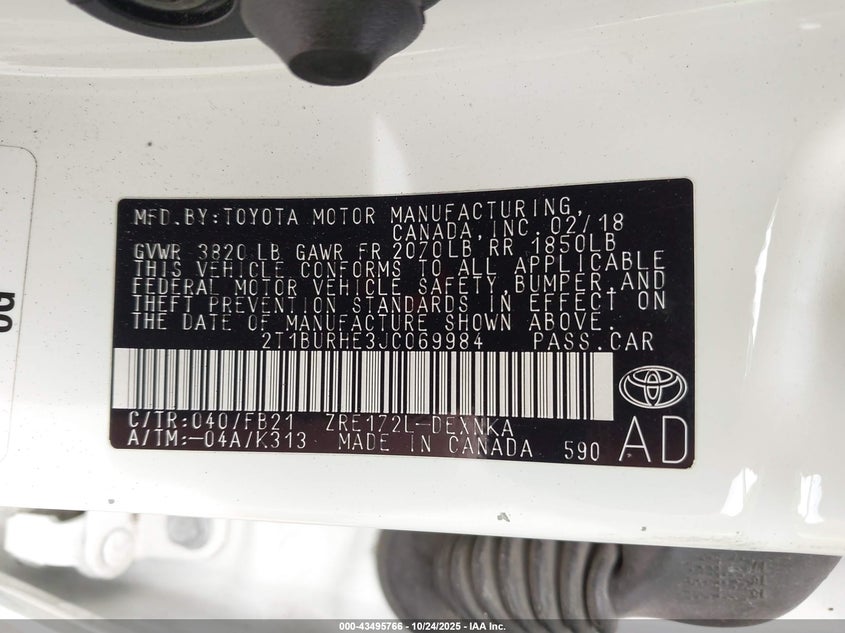 MFD.BY:TOYOTA MOTOR MANUFACTURING,
CANADA,INC.02/18
GVWR 3820 LB GAWR FR 2070LB,RR 1850LB
THIS VEHICLE CONFORMS TO ALL APPLICABLE
FEDERAL MOTOR VEHICLE SAFETY,BUMPER,AND
THEFT PREVENTION STANDARDS IN EFFECT ON
THE DATE OF MANUFACTURE SHOWN ABOVE.
2T1BURHE3JC069984 PASS.CAR
C/TR:040/FB21 ZRE172L-DEXNKA
A/TM:-04A/K313 MADE IN CANADA 590 AD
000-43495766 - 10/24/2025 - IAA Inc.